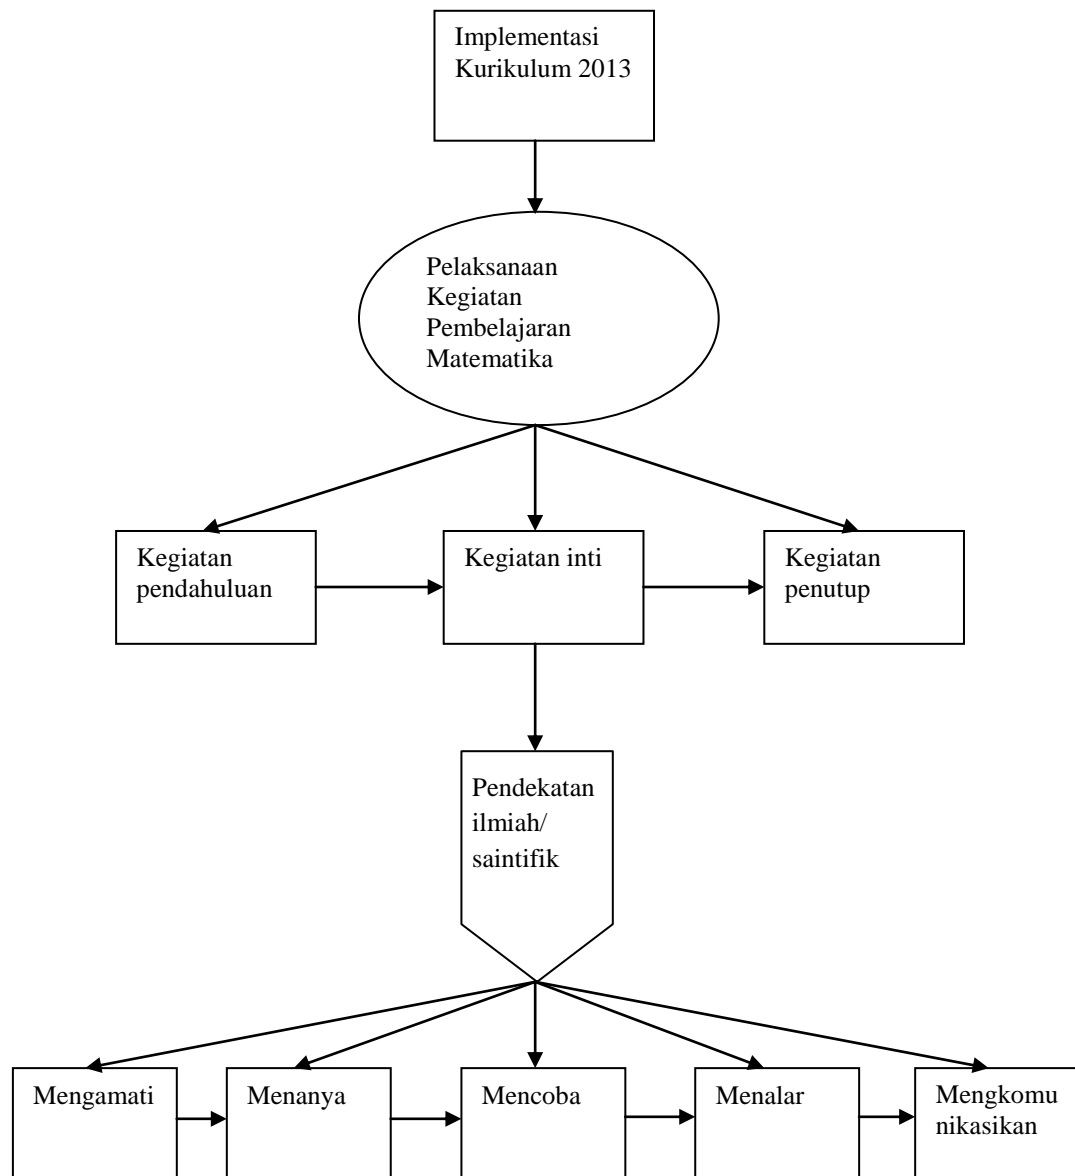 Implementasi
Kurikulum 2013
Pelaksanaan
Kegiatan
Pembelajaran
Matematika
Kegiatan
pendahuluan
Kegiatan inti
Kegiatan
penutup
Pendekatan
ilmiah/
saintifik
Mengamati
Menanya
Mencoba
Menalar
Mengkomu
nikasikan